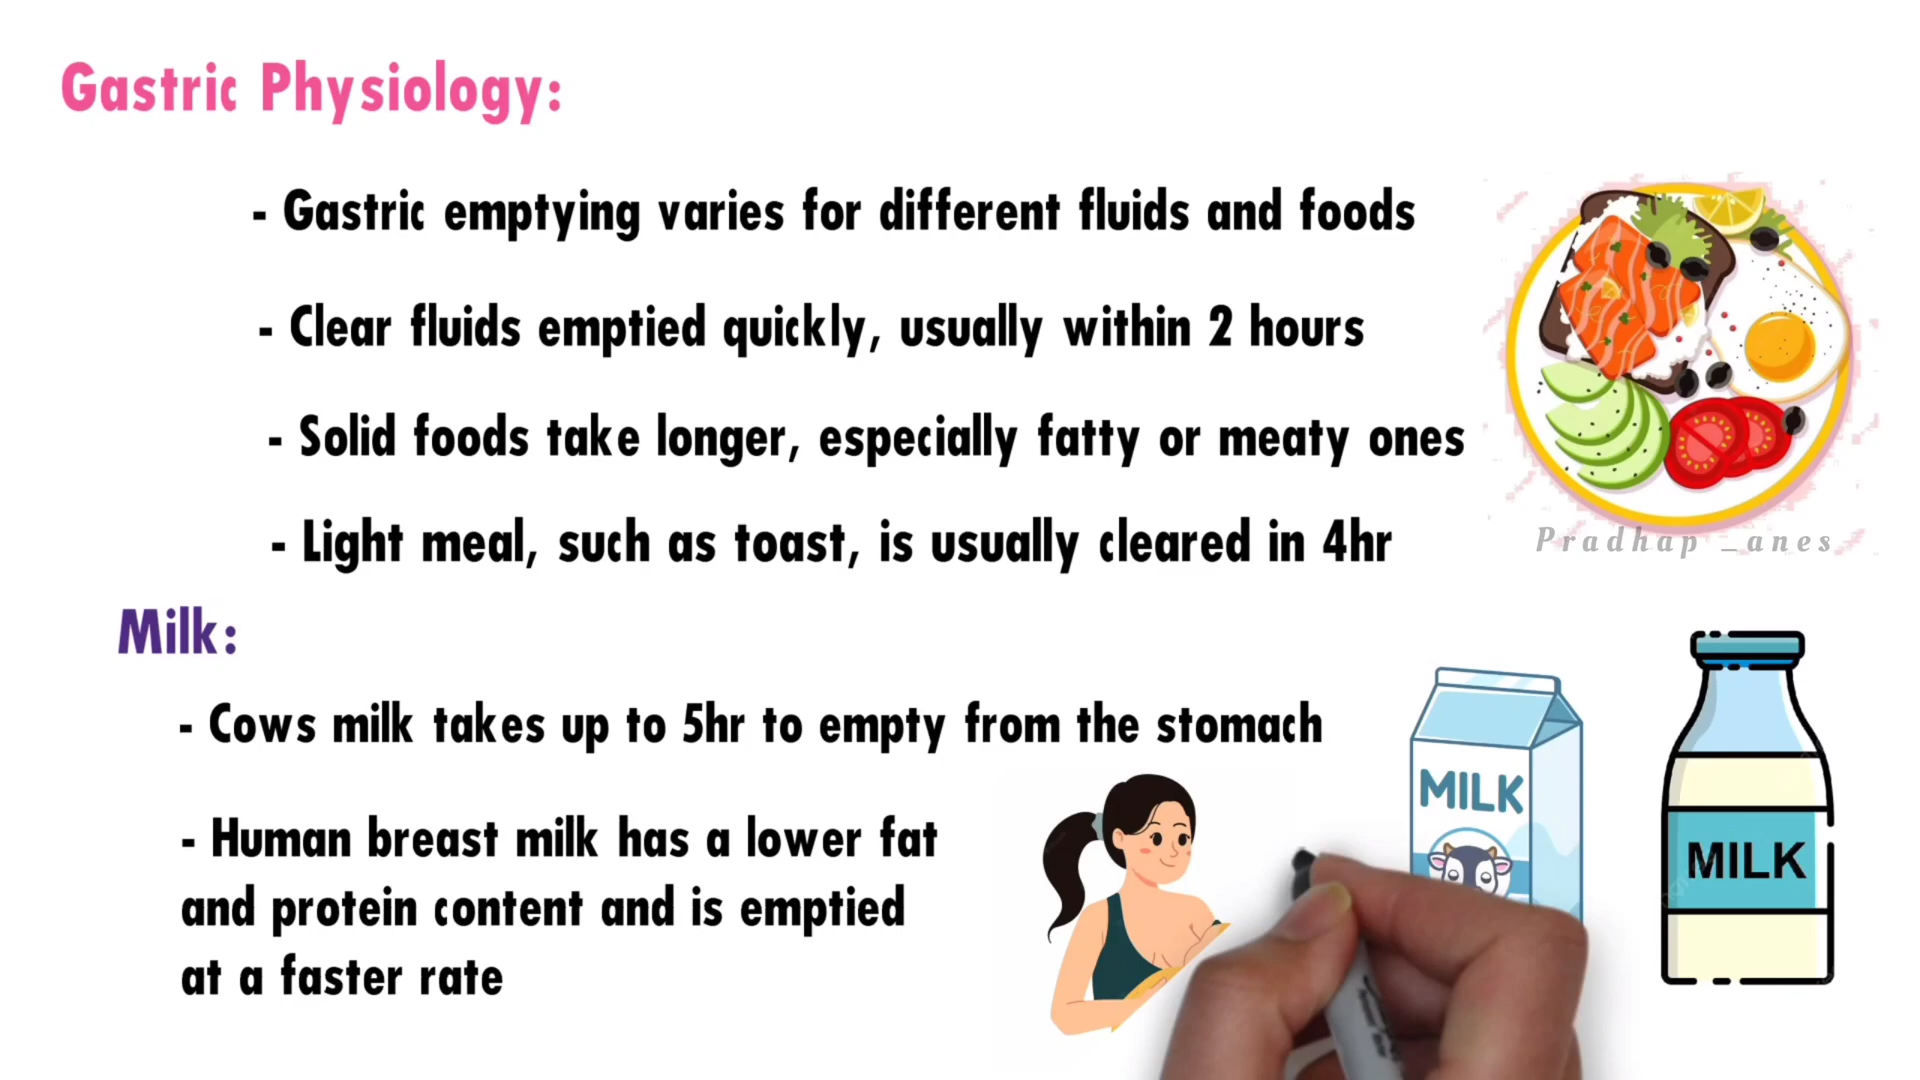 Gastric Physiology:
- Gastric emptying varies for different fluids and foods
- Clear fluids emptied quickly, usually within 2 hours
- Solid foods take longer, especially fatty or meaty ones
- Light meal, such as toast, is usually cleared in 4hr
Pradhap _anes
Milk:
- Cows milk takes up to 5hr to empty from the stomach
- Human breast milk has a lower fat
and protein content and is emptied
at a faster rate
MILK
MILK